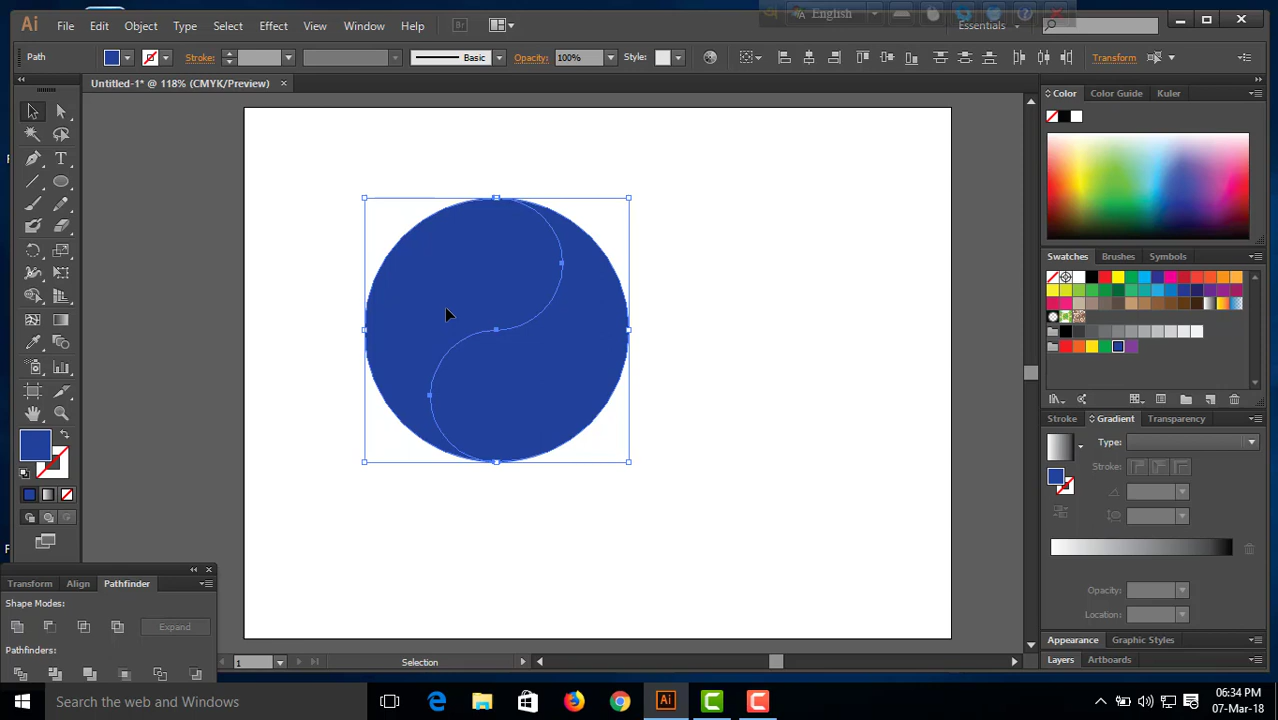 English
Ai File Edit Object Type Select Effect View Window Help Br Essentials
Path Stroke: Basic Opacity: 100% Style: Transform
Untitled-1* @ 118% (CMYK/Preview)
Color Color Guide Kuler
Swatches Brushes Symbols
Stroke Gradient Transparency
Type:
Stroke:
Opacity:
Location:
Transform Align Pathfinder
Shape Modes:
Expand
Pathfinders:
Appearance Graphic Styles
Layers Artboards
1 Selection
Search the web and Windows
Ai
06:34 PM
07-Mar-18